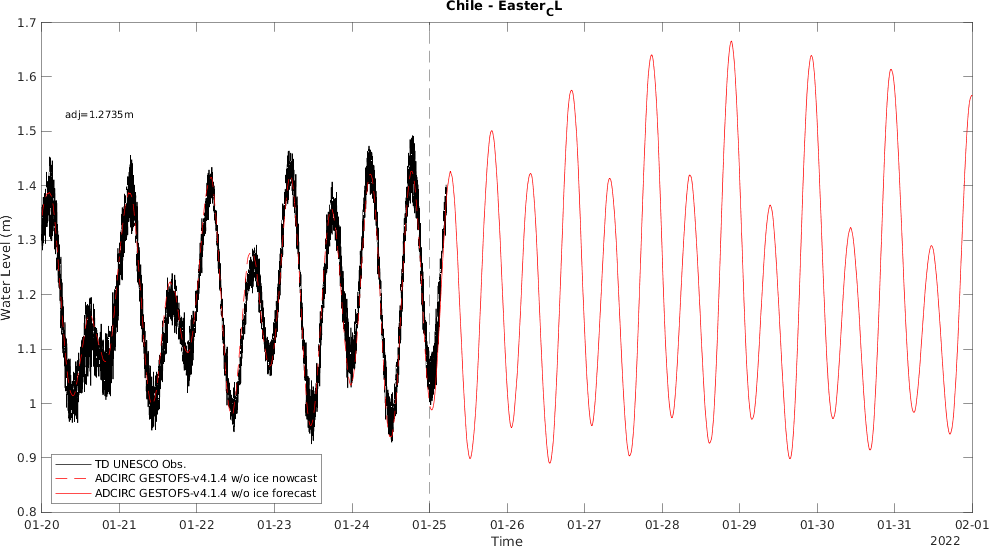 Chile - Easter_CL
1.7
1.6
1.5
1.4
1.3
1.2
1.1
1
0.9
0.8
Water Level (m)
adj=1.2735m
TD UNESCO Obs.
ADCIRC GESTOFS-v4.1.4 w/o ice nowcast
ADCIRC GESTOFS-v4.1.4 w/o ice forecast
01-20 01-21 01-22 01-23 01-24 01-25 01-26 01-27 01-28 01-29 01-30 01-31 02-01
Time
2022